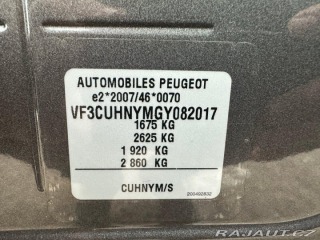 AUTOMOBILES PEUGEOT
e2*2007/46*0070
VF3CUHNYMGY082017
1675 KG
2625 KG
1 920 KG
2 860 KG
CUHNYM/S
RAJAUT.CZ